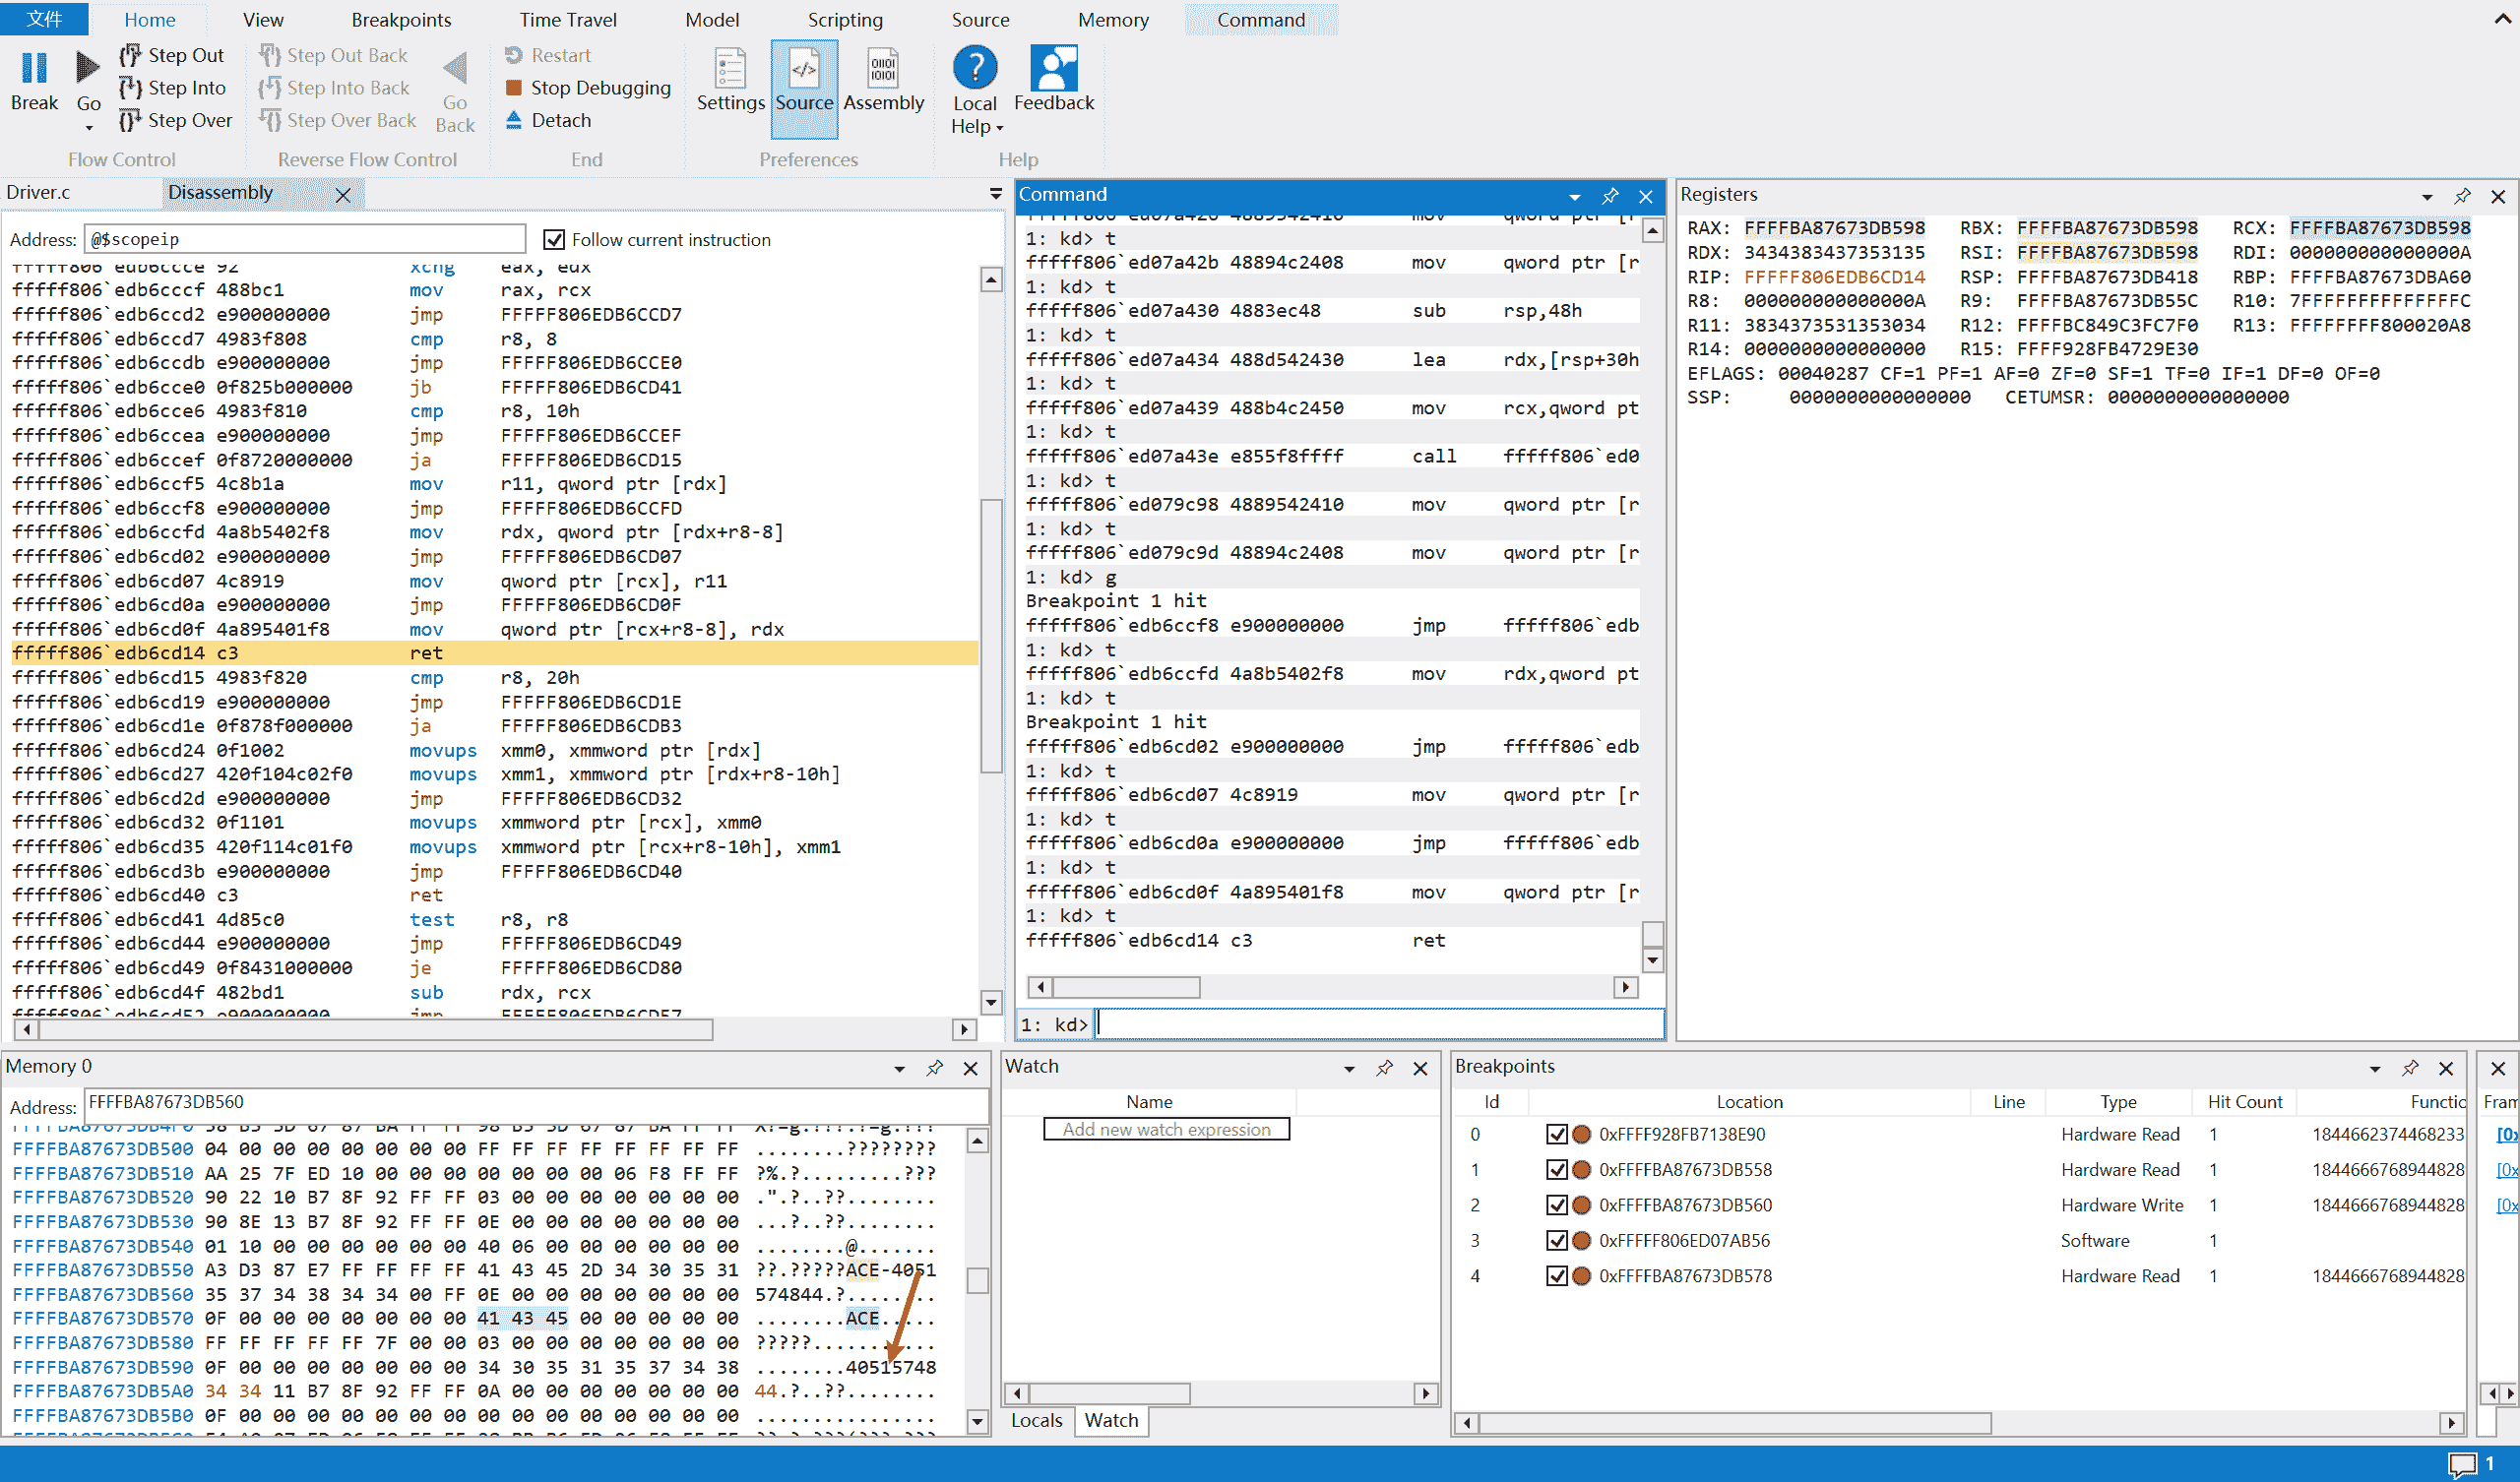 文件 Home View Breakpoints Time Travel Model Scripting Source Memory Command
Break
Go
Step Out
Step Into
Step Over
Flow Control
Step Out Back
Step Into Back
Step Over Back
Go Back
Reverse Flow Control
Restart
Stop Debugging
Detach
End
Settings
Source
Assembly
Preferences
Local Help
Feedback
Help
Driver.c
Disassembly
Address: @$scopeip
Follow current instruction
fffff806`edb6ccce 92 xchg eax, edx
fffff806`edb6cccf 488bc1 mov rax, rcx
fffff806`edb6ccd2 e900000000 jmp FFFFF806EDB6CCD7
fffff806`edb6ccd7 4983f808 cmp r8, 8
fffff806`edb6ccdb e900000000 jmp FFFFF806EDB6CCE0
fffff806`edb6cce0 0f825b000000 jb FFFFF806EDB6CD41
fffff806`edb6cce6 4983f810 cmp r8, 10h
fffff806`edb6ccea e900000000 jmp FFFFF806EDB6CCEF
fffff806`edb6ccef 0f8720000000 ja FFFFF806EDB6CD15
fffff806`edb6ccf5 4c8b1a mov r11, qword ptr [rdx]
fffff806`edb6ccf8 e900000000 jmp FFFFF806EDB6CCFD
fffff806`edb6ccfd 4a8b5402f8 mov rdx, qword ptr [rdx+r8-8]
fffff806`edb6cd02 e900000000 jmp FFFFF806EDB6CD07
fffff806`edb6cd07 4c8919 mov qword ptr [rcx], r11
fffff806`edb6cd0a e900000000 jmp FFFFF806EDB6CD0F
fffff806`edb6cd0f 4a895401f8 mov qword ptr [rcx+r8-8], rdx
fffff806`edb6cd14 c3 ret
fffff806`edb6cd15 4983f820 cmp r8, 20h
fffff806`edb6cd19 e900000000 jmp FFFFF806EDB6CD1E
fffff806`edb6cd1e 0f878f000000 ja FFFFF806EDB6CDB3
fffff806`edb6cd24 0f1002 movups xmm0, xmmword ptr [rdx]
fffff806`edb6cd27 420f104c02f0 movups xmm1, xmmword ptr [rdx+r8-10h]
fffff806`edb6cd2d e900000000 jmp FFFFF806EDB6CD32
fffff806`edb6cd32 0f1101 movups xmmword ptr [rcx], xmm0
fffff806`edb6cd35 420f114c01f0 movups xmmword ptr [rcx+r8-10h], xmm1
fffff806`edb6cd3b e900000000 jmp FFFFF806EDB6CD40
fffff806`edb6cd40 c3 ret
fffff806`edb6cd41 4d85c0 test r8, r8
fffff806`edb6cd44 e900000000 jmp FFFFF806EDB6CD49
fffff806`edb6cd49 0f8431000000 je FFFFF806EDB6CD80
fffff806`edb6cd4f 482bd1 sub rdx, rcx
fffff806`edb6cd52 e900000000 jmp FFFFF806EDB6CD57
Command
1: kd> t
fffff806`ed07a42b 48894c2408 mov qword ptr [r
1: kd> t
fffff806`ed07a430 4883ec48 sub rsp,48h
1: kd> t
fffff806`ed07a434 488d542430 lea rdx,[rsp+30h
1: kd> t
fffff806`ed07a439 488b4c2450 mov rcx,qword pt
1: kd> t
fffff806`ed07a43e e855f8ffff call fffff806`ed0
1: kd> t
fffff806`ed079c98 4889542410 mov qword ptr [r
1: kd> t
fffff806`ed079c9d 48894c2408 mov qword ptr [r
1: kd> g
Breakpoint 1 hit
fffff806`edb6ccf8 e900000000 jmp fffff806`edb
1: kd> t
fffff806`edb6ccfd 4a8b5402f8 mov rdx,qword pt
1: kd> t
Breakpoint 1 hit
fffff806`edb6cd02 e900000000 jmp fffff806`edb
1: kd> t
fffff806`edb6cd07 4c8919 mov qword ptr [r
1: kd> t
fffff806`edb6cd0a e900000000 jmp fffff806`edb
1: kd> t
fffff806`edb6cd0f 4a895401f8 mov qword ptr [r
1: kd> t
fffff806`edb6cd14 c3 ret
1: kd>
Registers
RAX: FFFFBA87673DB598 RBX: FFFFBA87673DB598 RCX: FFFFBA87673DB598
RDX: 3434383437353135 RSI: FFFFBA87673DB598 RDI: 000000000000000A
RIP: FFFFF806EDB6CD14 RSP: FFFFBA87673DB418 RBP: FFFFBA87673DBA60
R8: 000000000000000A R9: FFFFBA87673DB55C R10: 7FFFFFFFFFFFFFFC
R11: 3834373531353034 R12: FFFFBC849C3FC7F0 R13: FFFFFFFF800020A8
R14: 0000000000000000 R15: FFFF928FB4729E30
EFLAGS: 00040287 CF=1 PF=1 AF=0 ZF=0 SF=1 TF=0 IF=1 DF=0 OF=0
SSP: 0000000000000000 CETUMSR: 0000000000000000
Memory 0
Address: FFFFBA87673DB560
FFFFBA87673DB500 04 00 00 00 00 00 00 00 FF FF FF FF FF FF FF FF ........????????
FFFFBA87673DB510 AA 25 7F ED 10 00 00 00 00 00 00 00 06 F8 FF FF ?%.?.........???
FFFFBA87673DB520 90 22 10 B7 8F 92 FF FF 03 00 00 00 00 00 00 00 .".?..??........
FFFFBA87673DB530 90 8E 13 B7 8F 92 FF FF 0E 00 00 00 00 00 00 00 ...?..??........
FFFFBA87673DB540 01 10 00 00 00 00 00 00 40 06 00 00 00 00 00 00 ........@.......
FFFFBA87673DB550 A3 D3 87 E7 FF FF FF FF 41 43 45 2D 34 30 35 31 ??.?????ACE-4051
FFFFBA87673DB560 35 37 34 38 34 34 00 FF 0E 00 00 00 00 00 00 00 574844.?........
FFFFBA87673DB570 0F 00 00 00 00 00 00 00 41 43 45 00 00 00 00 00 ........ACE.....
FFFFBA87673DB580 FF FF FF FF FF 7F 00 00 03 00 00 00 00 00 00 00 ?????...........
FFFFBA87673DB590 0F 00 00 00 00 00 00 00 34 30 35 31 35 37 34 38 ........40515748
FFFFBA87673DB5A0 34 34 11 B7 8F 92 FF FF 0A 00 00 00 00 00 00 00 44.?..??........
FFFFBA87673DB5B0 0F 00 00 00 00 00 00 00 00 00 00 00 00 00 00 00 ................
Watch
Name
Add new watch expression
Locals Watch
Breakpoints
Id Location Line Type Hit Count Functio
0 0xFFFF928FB7138E90 Hardware Read 1 1844662374468233
1 0xFFFFBA87673DB558 Hardware Read 1 1844666768944828
2 0xFFFFBA87673DB560 Hardware Write 1 1844666768944828
3 0xFFFFF806ED07AB56 Software 1
4 0xFFFFBA87673DB578 Hardware Read 1 1844666768944828
Fram
[0x
[0x
[0x
1